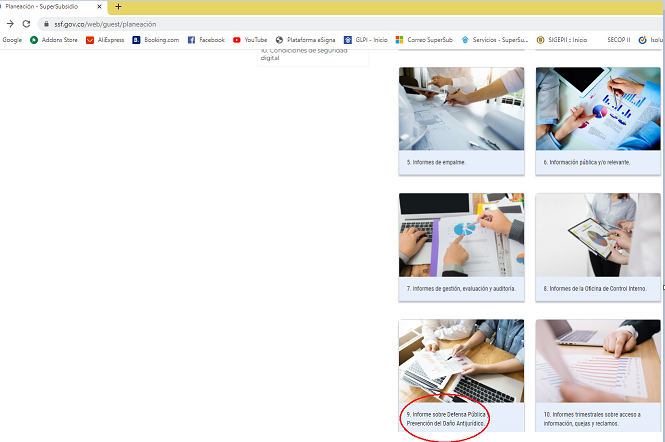 Planeación - SuperSubsidio
ssf.gov.co/web/guest/planeación
Google Addons Store AliExpress Booking.com Facebook YouTube Plataforma eSigna GLPI - Inicio Correo SuperSub Servicios - SuperSu... SIGEPII :: Inicio SECOP II Isolu
10. Condiciones de seguridad
digital
5. Informes de empalme.
6. Información pública y/o relevante.
7. Informes de gestión, evaluación y auditoría.
8. Informes de la Oficina de Control Interno.
9. Informe sobre Defensa Pública y
Prevención del Daño Antijurídico.
10. Informes trimestrales sobre acceso a
información, quejas y reclamos.